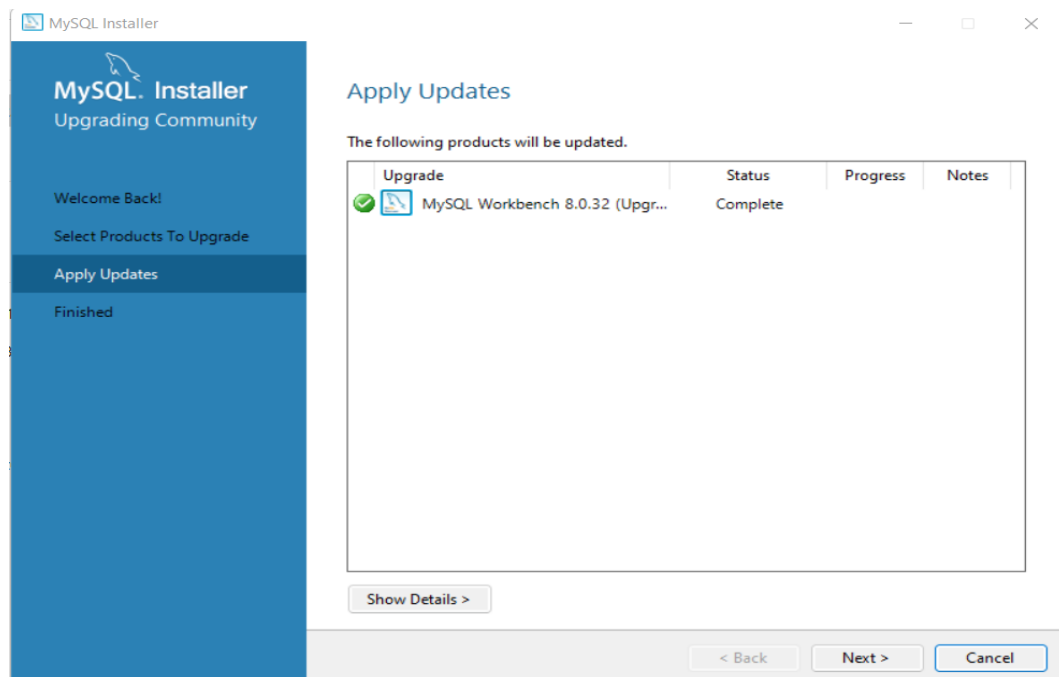 MySQL Installer
MySQL. Installer
Upgrading Community
Welcome Back!
Select Products To Upgrade
Apply Updates
Finished
Apply Updates
The following products will be updated.
Upgrade Status Progress Notes
MySQL Workbench 8.0.32 (Upgr... Complete
Show Details >
< Back Next > Cancel